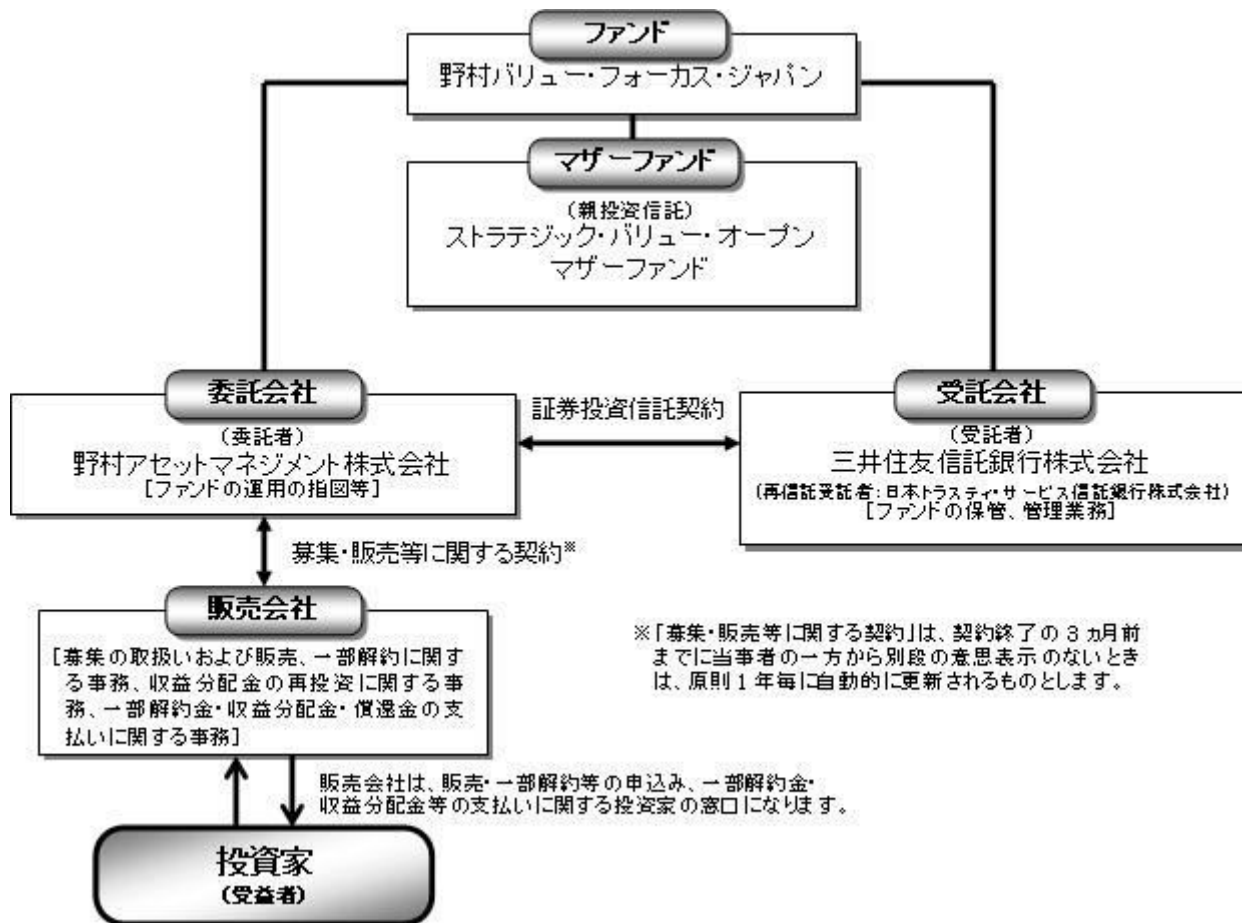 ファンド
野村バリュー・フォーカス・ジャパン
マザーファンド
(親投資信託)
ストラテジック・バリュー・オープン
マザーファンド
委託会社
(委託者)
野村アセットマネジメント株式会社
[ファンドの運用の指図等]
証券投資信託契約
受託会社
(受託者)
三井住友信託銀行株式会社
(再信託受託者:日本トラスティ・サービス信託銀行株式会社)
[ファンドの保管、管理業務]
募集・販売等に関する契約※
販売会社
[募集の取扱いおよび販売、一部解約に関す
る事務、収益分配金の再投資に関する事
務、一部解約金・収益分配金・償還金の支
払いに関する事務]
※「募集・販売等に関する契約」は、契約終了の3ヵ月前
までに当事者の一方から別段の意思表示のないとき
は、原則1年毎に自動的に更新されるものとします。
販売会社は、販売・一部解約等の申込み、一部解約金・
収益分配金等の支払いに関する投資家の窓口になります。
投資家
(受益者)